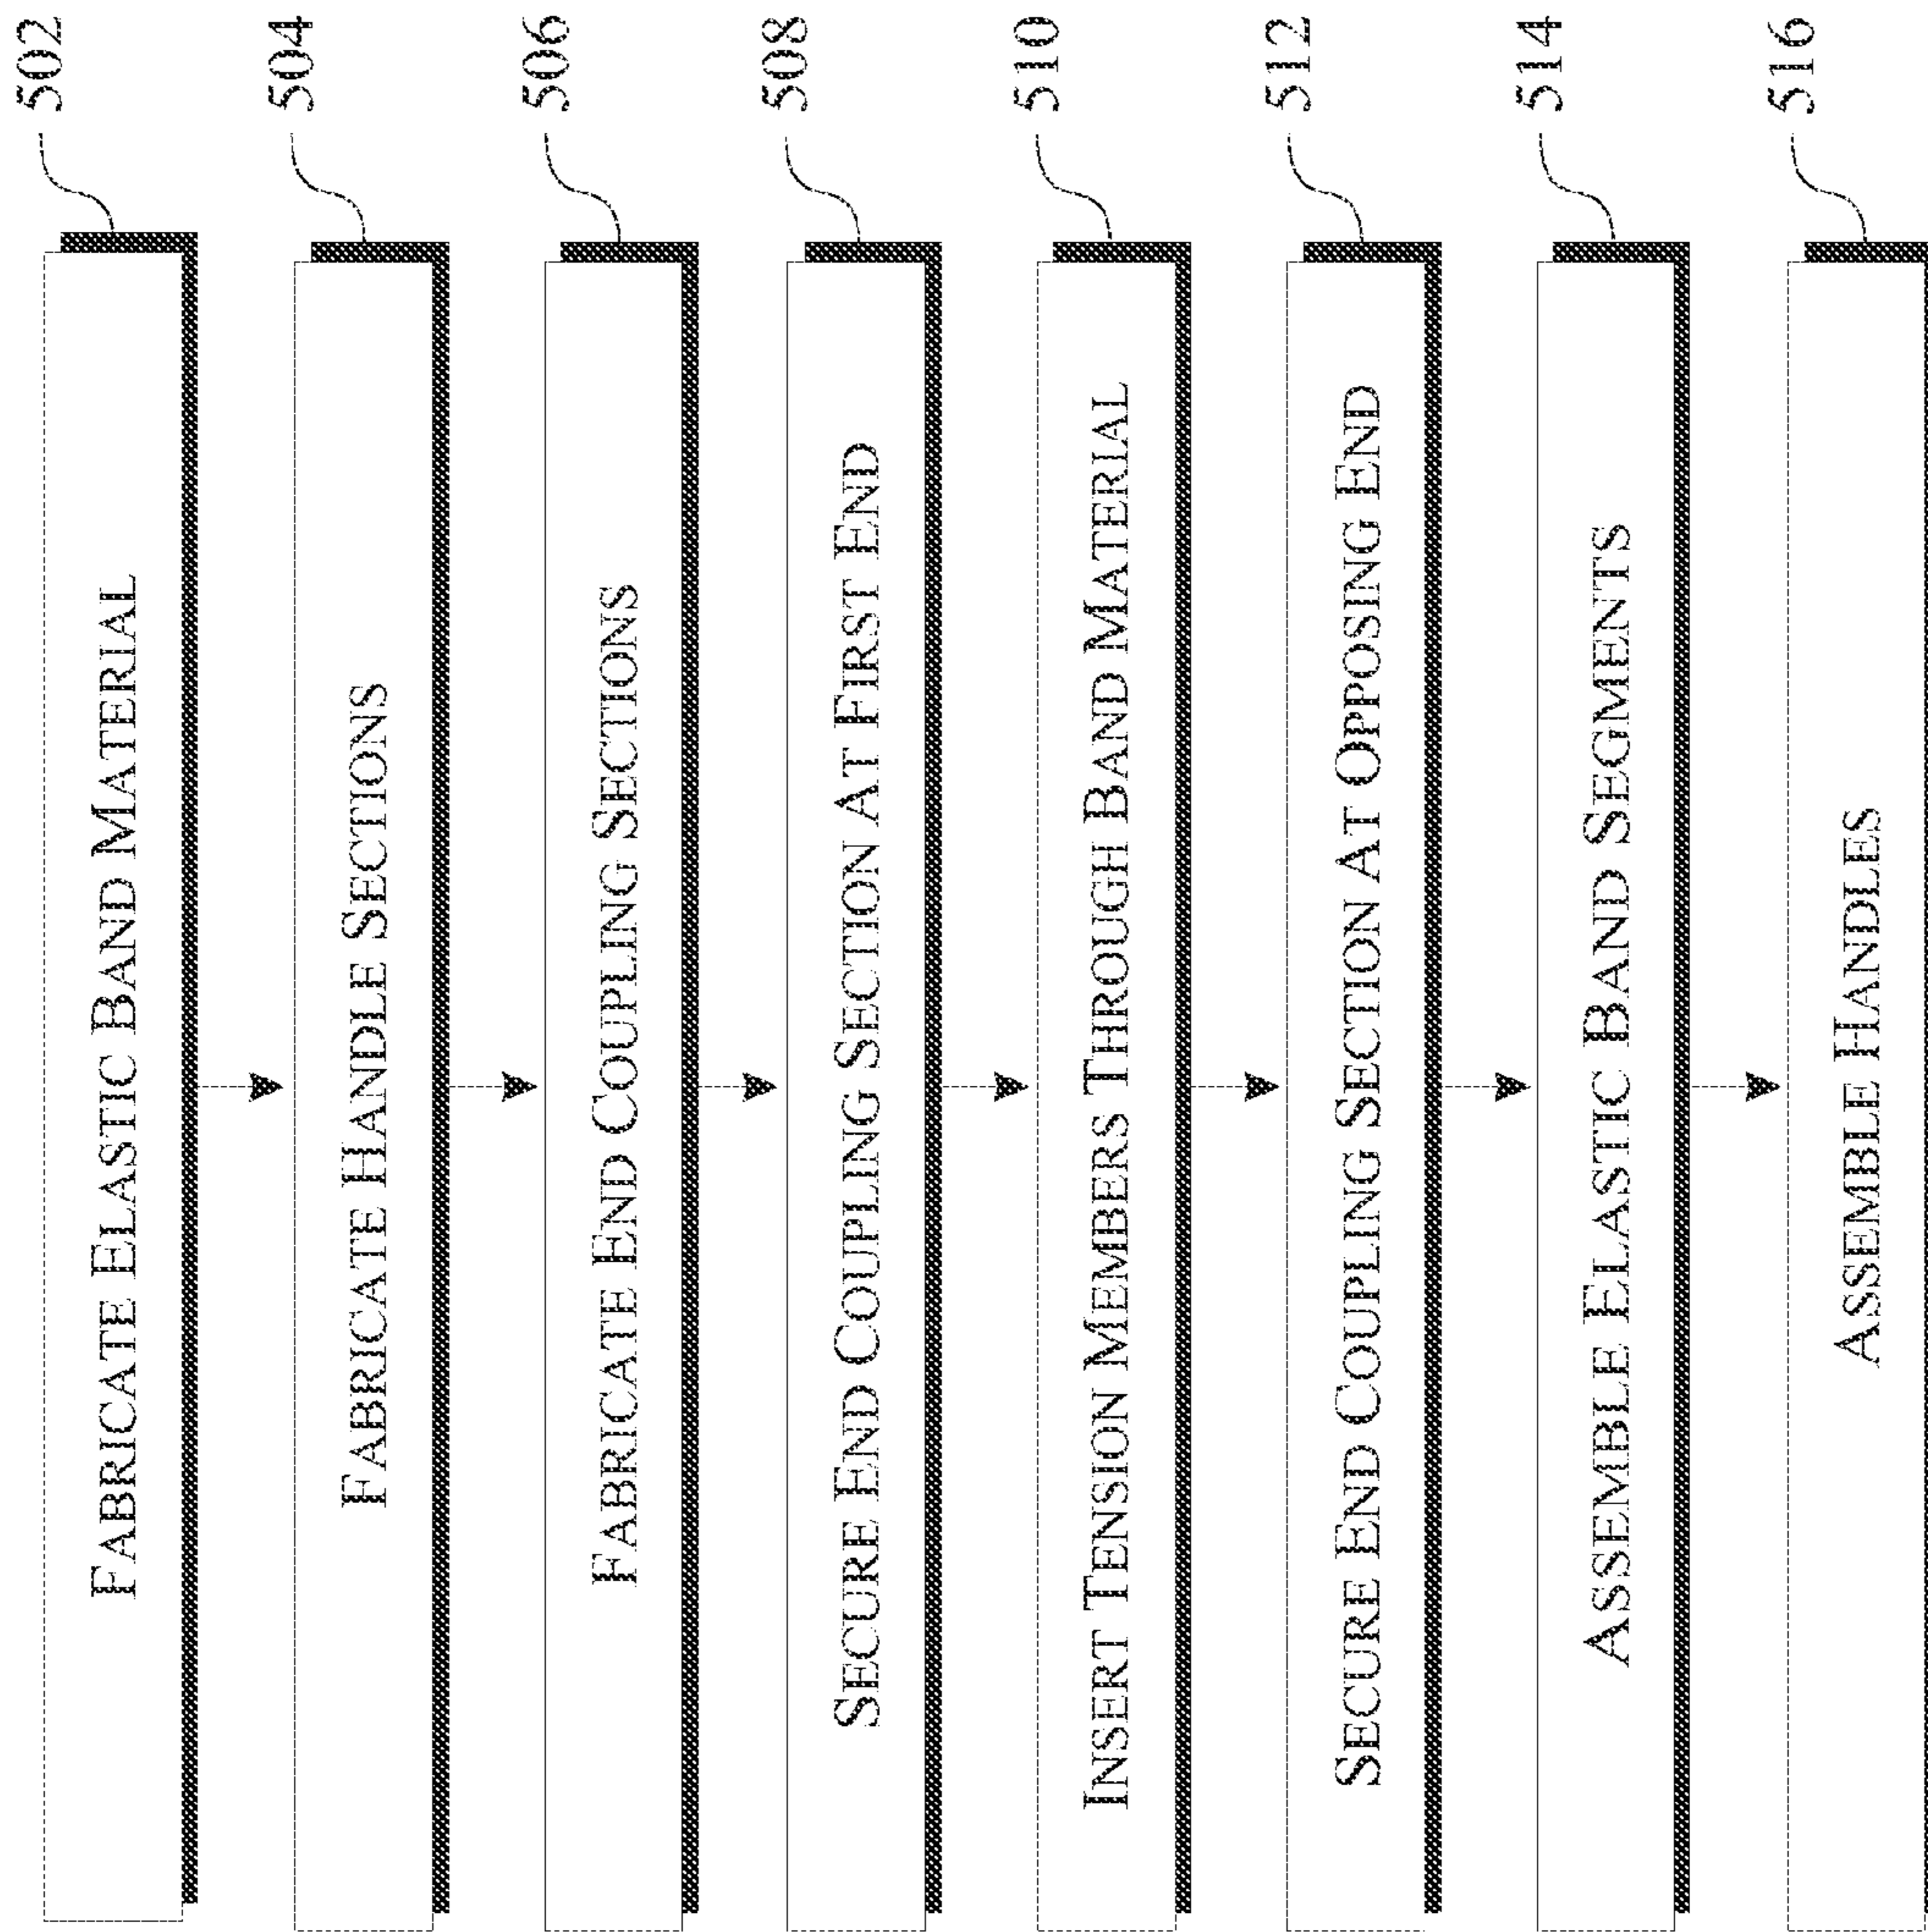 FABRICATE ELASTIC BAND MATERIAL
502
FABRICATE HANDLE SECTIONS
504
FABRICATE END COUPLING SECTIONS
506
SECURE END COUPLING SECTION AT FIRST END
508
INSERT TENSION MEMBERS THROUGH BAND MATERIAL
510
SECURE END COUPLING SECTION AT OPPOSING END
512
ASSEMBLE ELASTIC BAND SEGMENTS
514
ASSEMBLE HANDLES
516